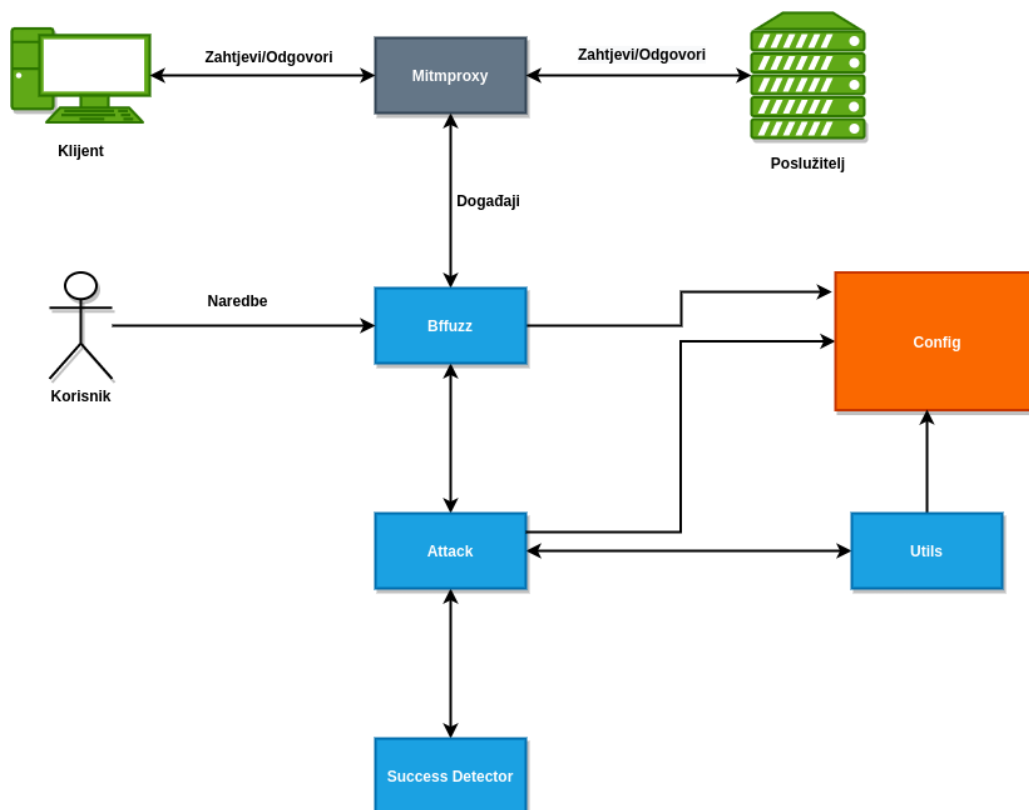 Zahtjevi/Odgovori
Zahtjevi/Odgovori
Mitmproxy
Klijent
Poslužitelj
Događaji
Naredbe
Bffuzz
Config
Korisnik
Attack
Utils
Success Detector